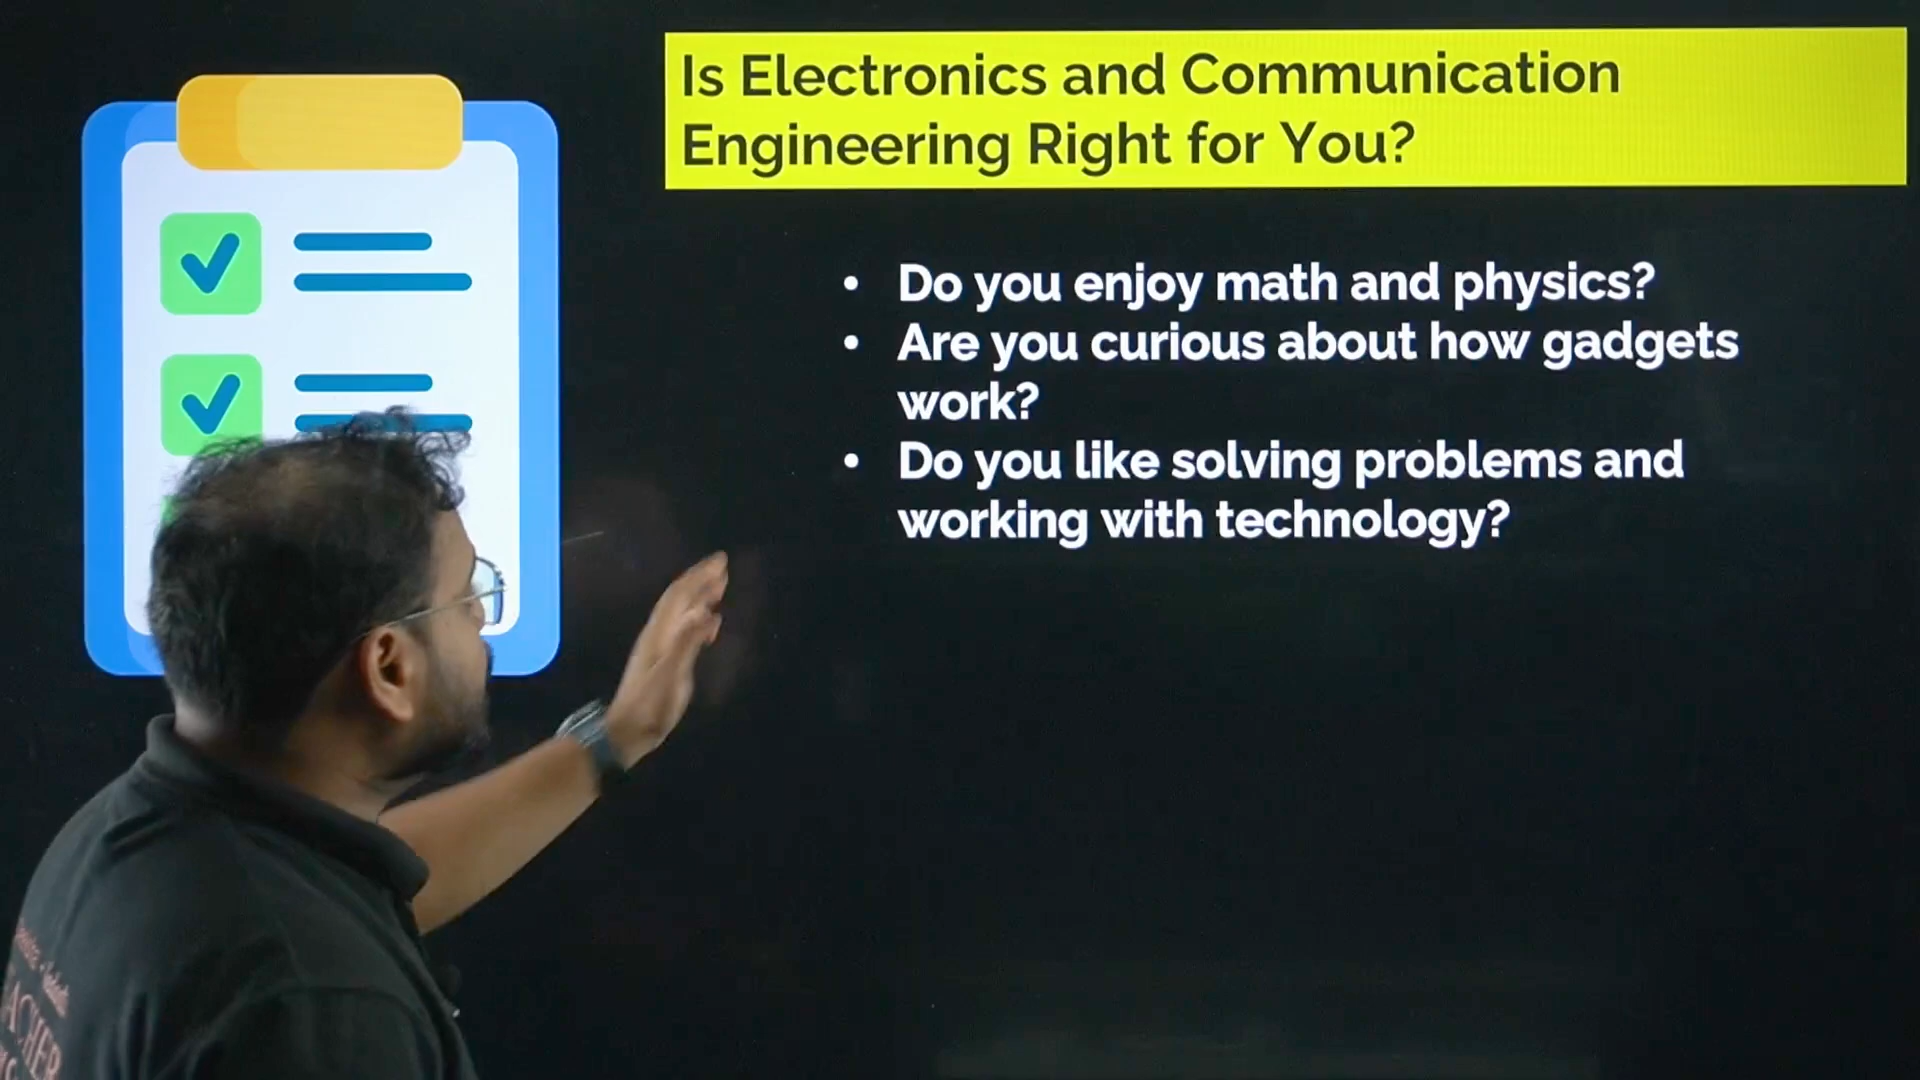 Is Electronics and Communication
Engineering Right for You?
• Do you enjoy math and physics?
• Are you curious about how gadgets
work?
• Do you like solving problems and
working with technology?